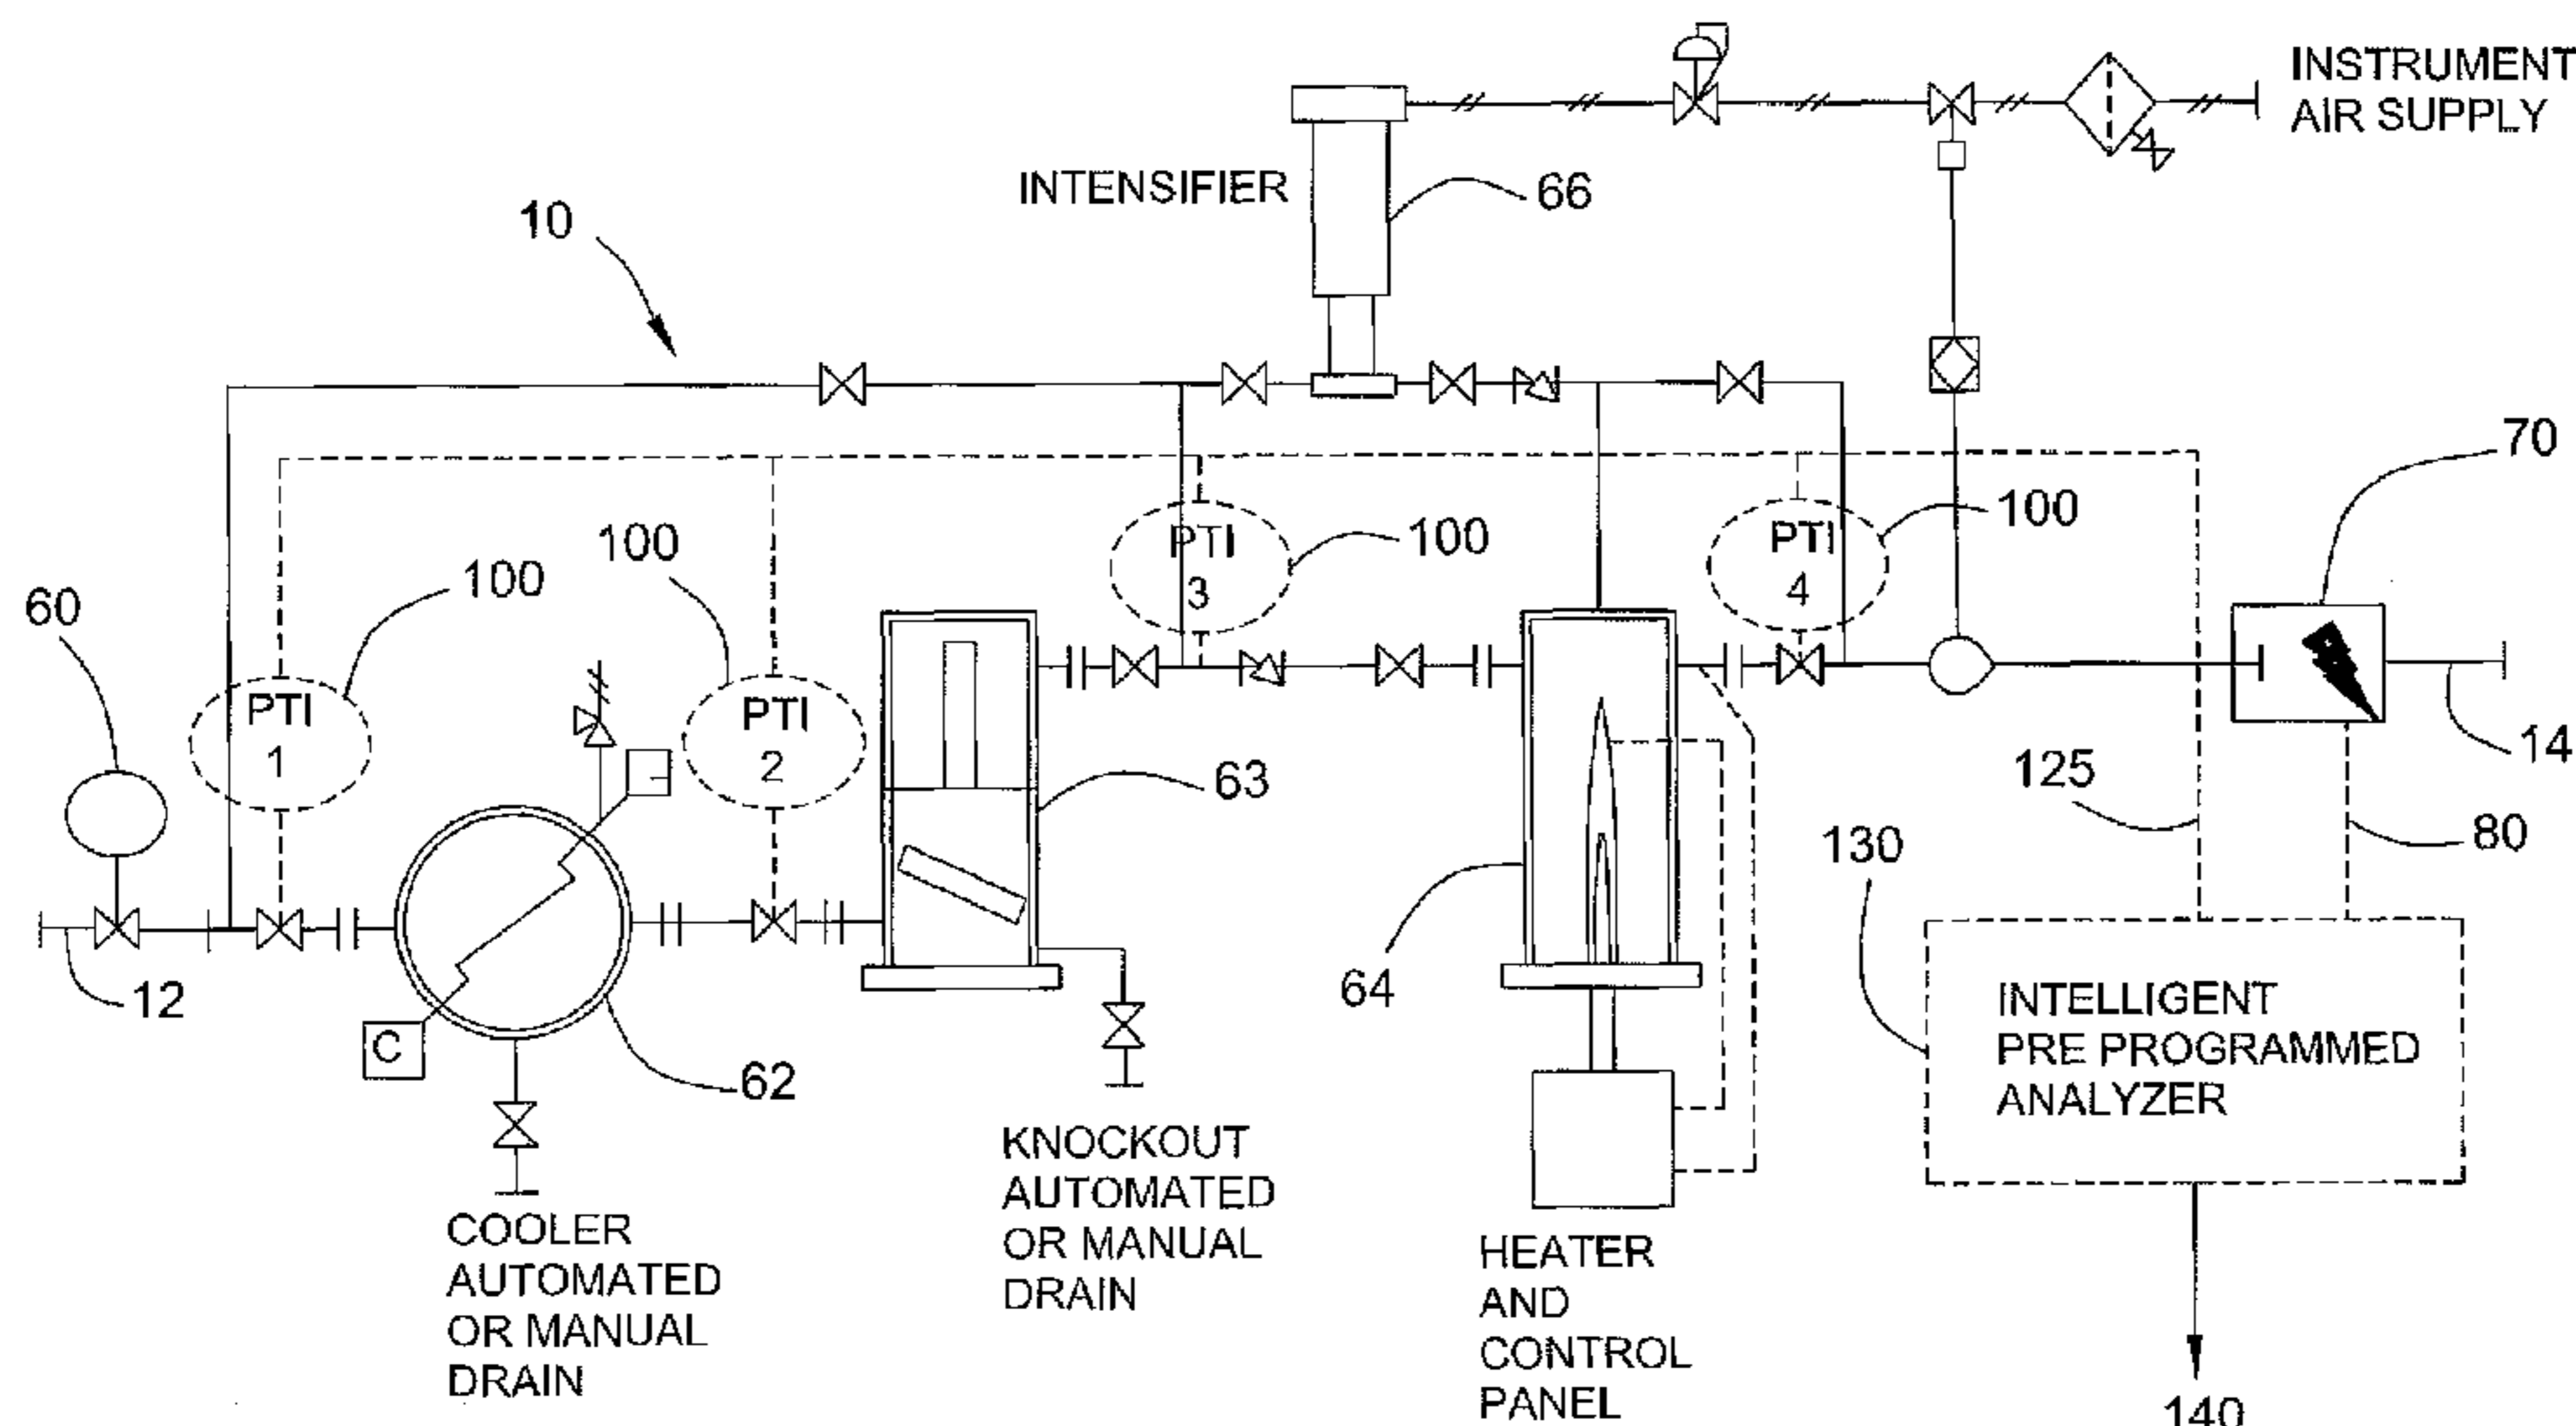 INSTRUMENT
AIR SUPPLY
INTENSIFIER
66
10
70
100
100
100
100
PTI
3
PTI
4
60
PTI
1
PTI
2
63
14
125
80
130
12
64
C
62
INTELLIGENT
PRE PROGRAMMED
ANALYZER
KNOCKOUT
AUTOMATED
OR MANUAL
DRAIN
COOLER
AUTOMATED
OR MANUAL
DRAIN
HEATER
AND
CONTROL
PANEL
140